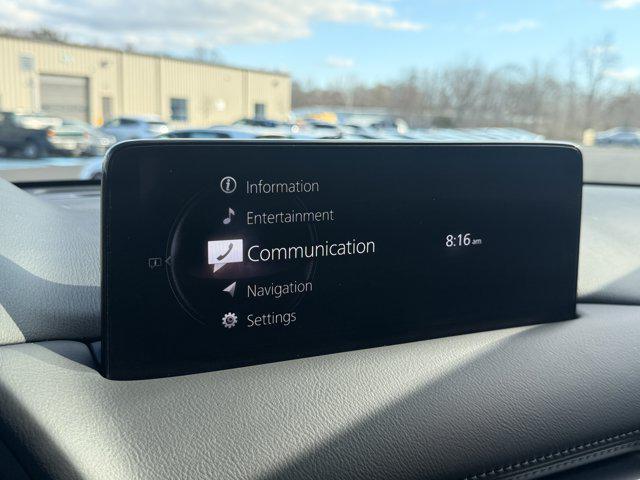 Information
Entertainment
Communication
8:16 am
Navigation
Settings